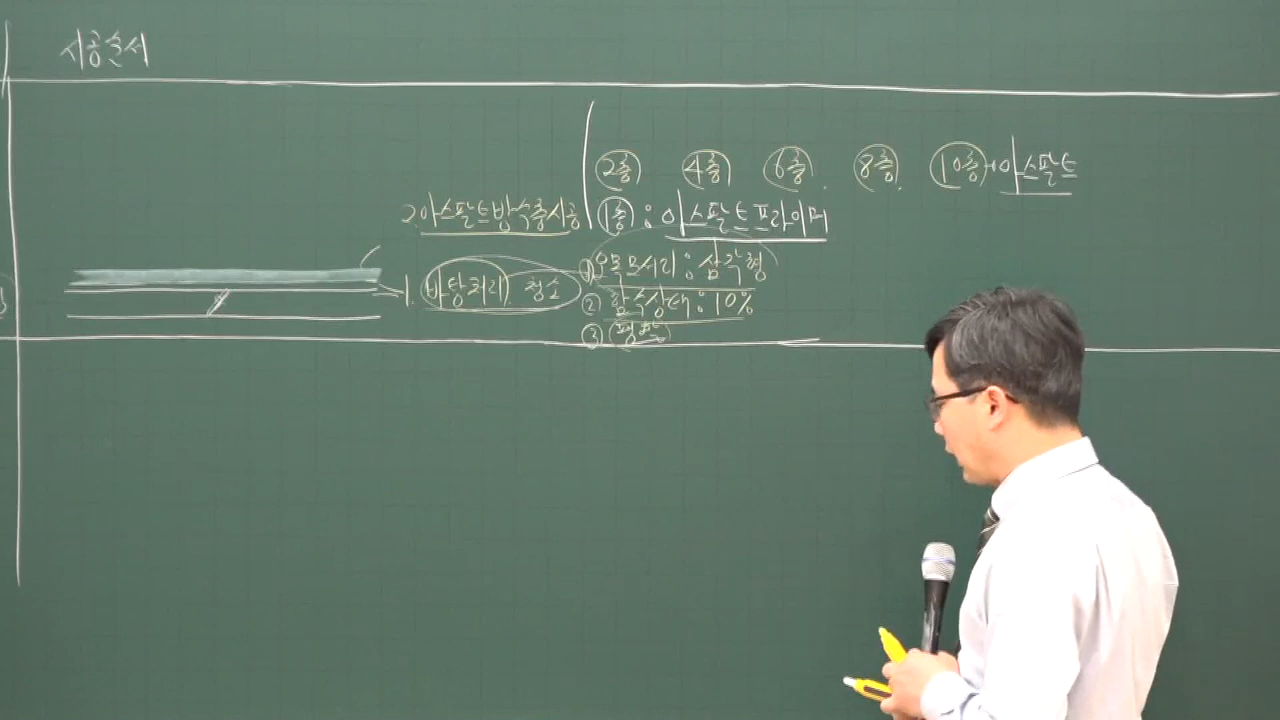 시공순서
2층 4층 6층 8층 10층 아스팔트
2. 아스팔트방수층시공 1층 : 아스팔트프라이머
1. 바탕처리 청소 ① 오목모서리 : 삼각형
② 함수상태 : 10%
③